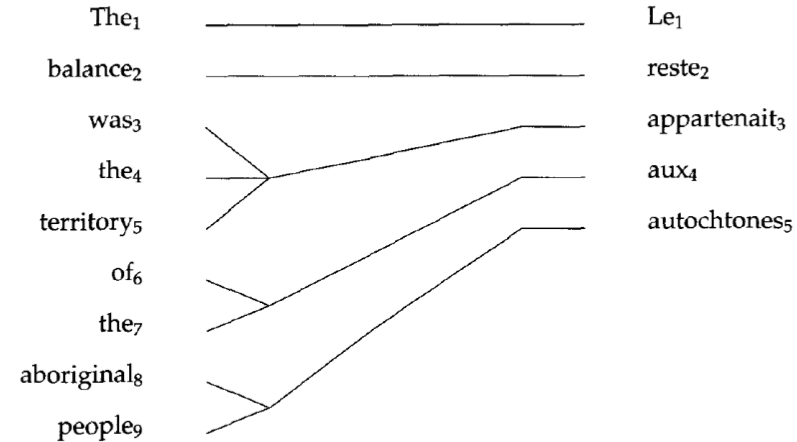 The₁ Le₁
balance₂ reste₂
was₃ appartenait₃
the₄ aux₄
territory₅ autochtones₅
of₆
the₇
aboriginal₈
people₉